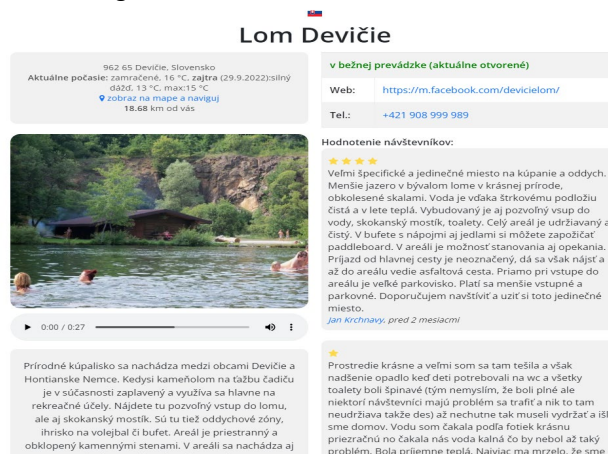 Lom Devičie
962 65 Devičie, Slovensko
Aktuálne počasie: zamračené, 16 °C, zajtra (29.9.2022):silný
dážď, 13 °C, max:15 °C
zobraz na mape a naviguj
18.68 km od vás
0:00 / 0:27
Prírodné kúpalisko sa nachádza medzi obcami Devičie a
Hontianske Nemce. Kedysi kameňolom na ťažbu čadiču
je v súčasnosti zaplavený a využíva sa hlavne na
rekreačné účely. Nájdete tu pozvoľný vstup do lomu,
ale aj skokanský mostík. Sú tu tiež oddychové zóny,
ihrisko na volejbal či bufet. Areál je priestranný a
obklopený kamennými stenami. V areáli sa nachádza aj
v bežnej prevádzke (aktuálne otvorené)
Web: https://m.facebook.com/devicielom/
Tel.: +421 908 999 989
Hodnotenie návštevníkov:
Veľmi špecifické a jedinečné miesto na kúpanie a oddych.
Menšie jazero v bývalom lome v krásnej prírode,
obkolesené skalami. Voda je vďaka štrkovému podložiu
čistá a v lete teplá. Vybudovaný je aj pozvoľný vsup do
vody, skokanský mostík, toalety. Celý areál je udržiavaný a
čistý. V bufete s nápojmi aj jedlami si môžete zapožičať
paddleboard. V areáli je možnosť stanovania aj opekania.
Príjazd od hlavnej cesty je neoznačený, dá sa však nájsť a
až do areálu vedie asfaltová cesta. Priamo pri vstupe do
areálu je veľké parkovisko. Platí sa menšie vstupné a
parkovné. Doporučujem navštíviť a uziť si toto jedinečné
miesto.
Jan Krchnavy, pred 2 mesiacmi
Prostredie krásne a veľmi som sa tam tešila a však
nadšenie opadlo keď deti potrebovali na wc a všetky
toalety boli špinavé (tým nemyslím, že boli plné ale
niektorí návštevníci majú problém sa trafiť a nik to tam
neudržiava takže des) až nechutne tak museli vydržať a išli
sme domov. Vodu som čakala podľa fotiek krásnu
priezračnú no čakala nás voda kalná čo by nebol až taký
problém. Bola príjemne teplá. Najviac ma mrzelo, že sme